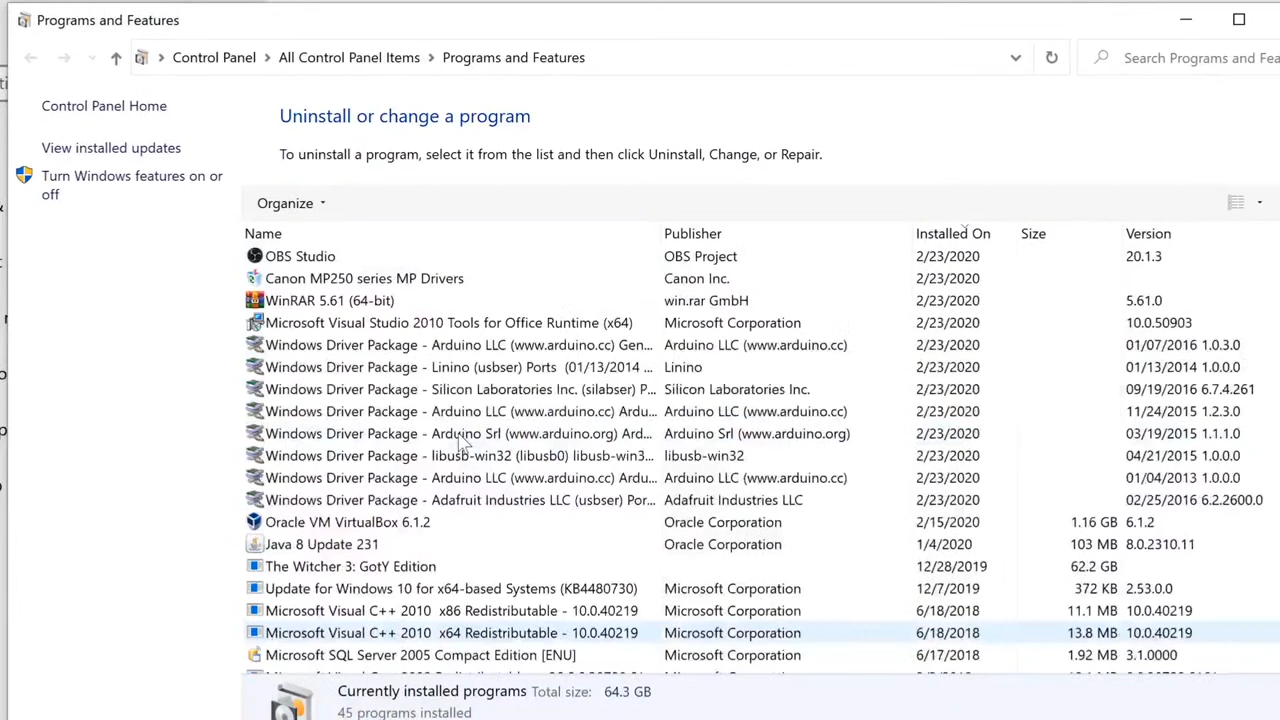 Programs and Features
Control Panel > All Control Panel Items > Programs and Features
Search Programs and Fea
Control Panel Home
View installed updates
Turn Windows features on or
off
Uninstall or change a program
To uninstall a program, select it from the list and then click Uninstall, Change, or Repair.
Organize
Name Publisher Installed On Size Version
OBS Studio OBS Project 2/23/2020 20.1.3
Canon MP250 series MP Drivers Canon Inc. 2/23/2020
WinRAR 5.61 (64-bit) win.rar GmbH 2/23/2020 5.61.0
Microsoft Visual Studio 2010 Tools for Office Runtime (x64) Microsoft Corporation 2/23/2020 10.0.50903
Windows Driver Package - Arduino LLC (www.arduino.cc) Gen... Arduino LLC (www.arduino.cc) 2/23/2020 01/07/2016 1.0.3.0
Windows Driver Package - Linino (usbser) Ports (01/13/2014 ... Linino 2/23/2020 01/13/2014 1.0.0.0
Windows Driver Package - Silicon Laboratories Inc. (silabser) P... Silicon Laboratories Inc. 2/23/2020 09/19/2016 6.7.4.261
Windows Driver Package - Arduino LLC (www.arduino.cc) Ardu... Arduino LLC (www.arduino.cc) 2/23/2020 11/24/2015 1.2.3.0
Windows Driver Package - Arduino Srl (www.arduino.org) Ard... Arduino Srl (www.arduino.org) 2/23/2020 03/19/2015 1.1.1.0
Windows Driver Package - libusb-win32 (libusb0) libusb-win3... libusb-win32 2/23/2020 04/21/2015 1.0.0.0
Windows Driver Package - Arduino LLC (www.arduino.cc) Ardu... Arduino LLC (www.arduino.cc) 2/23/2020 01/04/2013 1.0.0.0
Windows Driver Package - Adafruit Industries LLC (usbser) Por... Adafruit Industries LLC 2/23/2020 02/25/2016 6.2.2600.0
Oracle VM VirtualBox 6.1.2 Oracle Corporation 2/15/2020 1.16 GB 6.1.2
Java 8 Update 231 Oracle Corporation 1/4/2020 103 MB 8.0.2310.11
The Witcher 3: GotY Edition 12/28/2019 62.2 GB
Update for Windows 10 for x64-based Systems (KB4480730) Microsoft Corporation 12/7/2019 372 KB 2.53.0.0
Microsoft Visual C++ 2010 x86 Redistributable - 10.0.40219 Microsoft Corporation 6/18/2018 11.1 MB 10.0.40219
Microsoft Visual C++ 2010 x64 Redistributable - 10.0.40219 Microsoft Corporation 6/18/2018 13.8 MB 10.0.40219
Microsoft SQL Server 2005 Compact Edition [ENU] Microsoft Corporation 6/17/2018 1.92 MB 3.1.0000
Currently installed programs Total size: 64.3 GB
45 programs installed